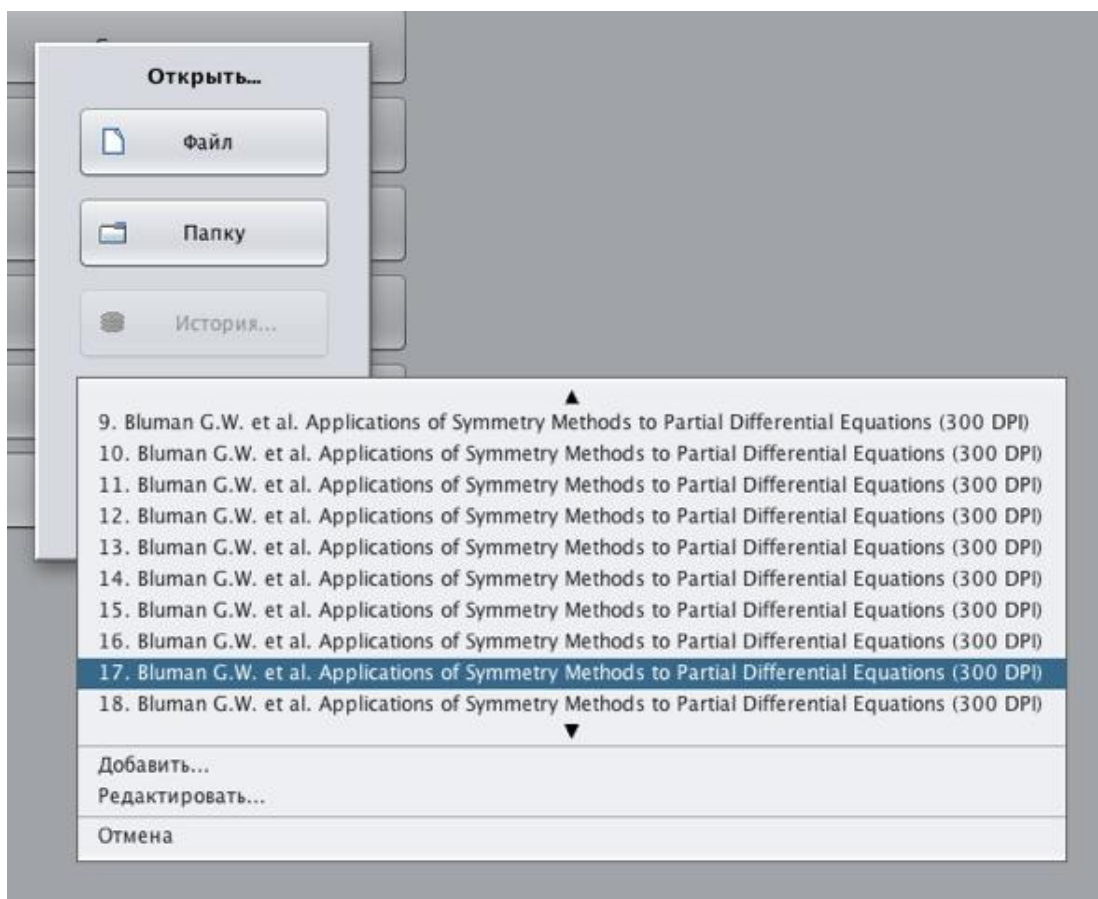 Открыть...
Файл
Папку
История...
9. Bluman G.W. et al. Applications of Symmetry Methods to Partial Differential Equations (300 DPI)
10. Bluman G.W. et al. Applications of Symmetry Methods to Partial Differential Equations (300 DPI)
11. Bluman G.W. et al. Applications of Symmetry Methods to Partial Differential Equations (300 DPI)
12. Bluman G.W. et al. Applications of Symmetry Methods to Partial Differential Equations (300 DPI)
13. Bluman G.W. et al. Applications of Symmetry Methods to Partial Differential Equations (300 DPI)
14. Bluman G.W. et al. Applications of Symmetry Methods to Partial Differential Equations (300 DPI)
15. Bluman G.W. et al. Applications of Symmetry Methods to Partial Differential Equations (300 DPI)
16. Bluman G.W. et al. Applications of Symmetry Methods to Partial Differential Equations (300 DPI)
17. Bluman G.W. et al. Applications of Symmetry Methods to Partial Differential Equations (300 DPI)
18. Bluman G.W. et al. Applications of Symmetry Methods to Partial Differential Equations (300 DPI)
Добавить...
Редактировать...
Отмена